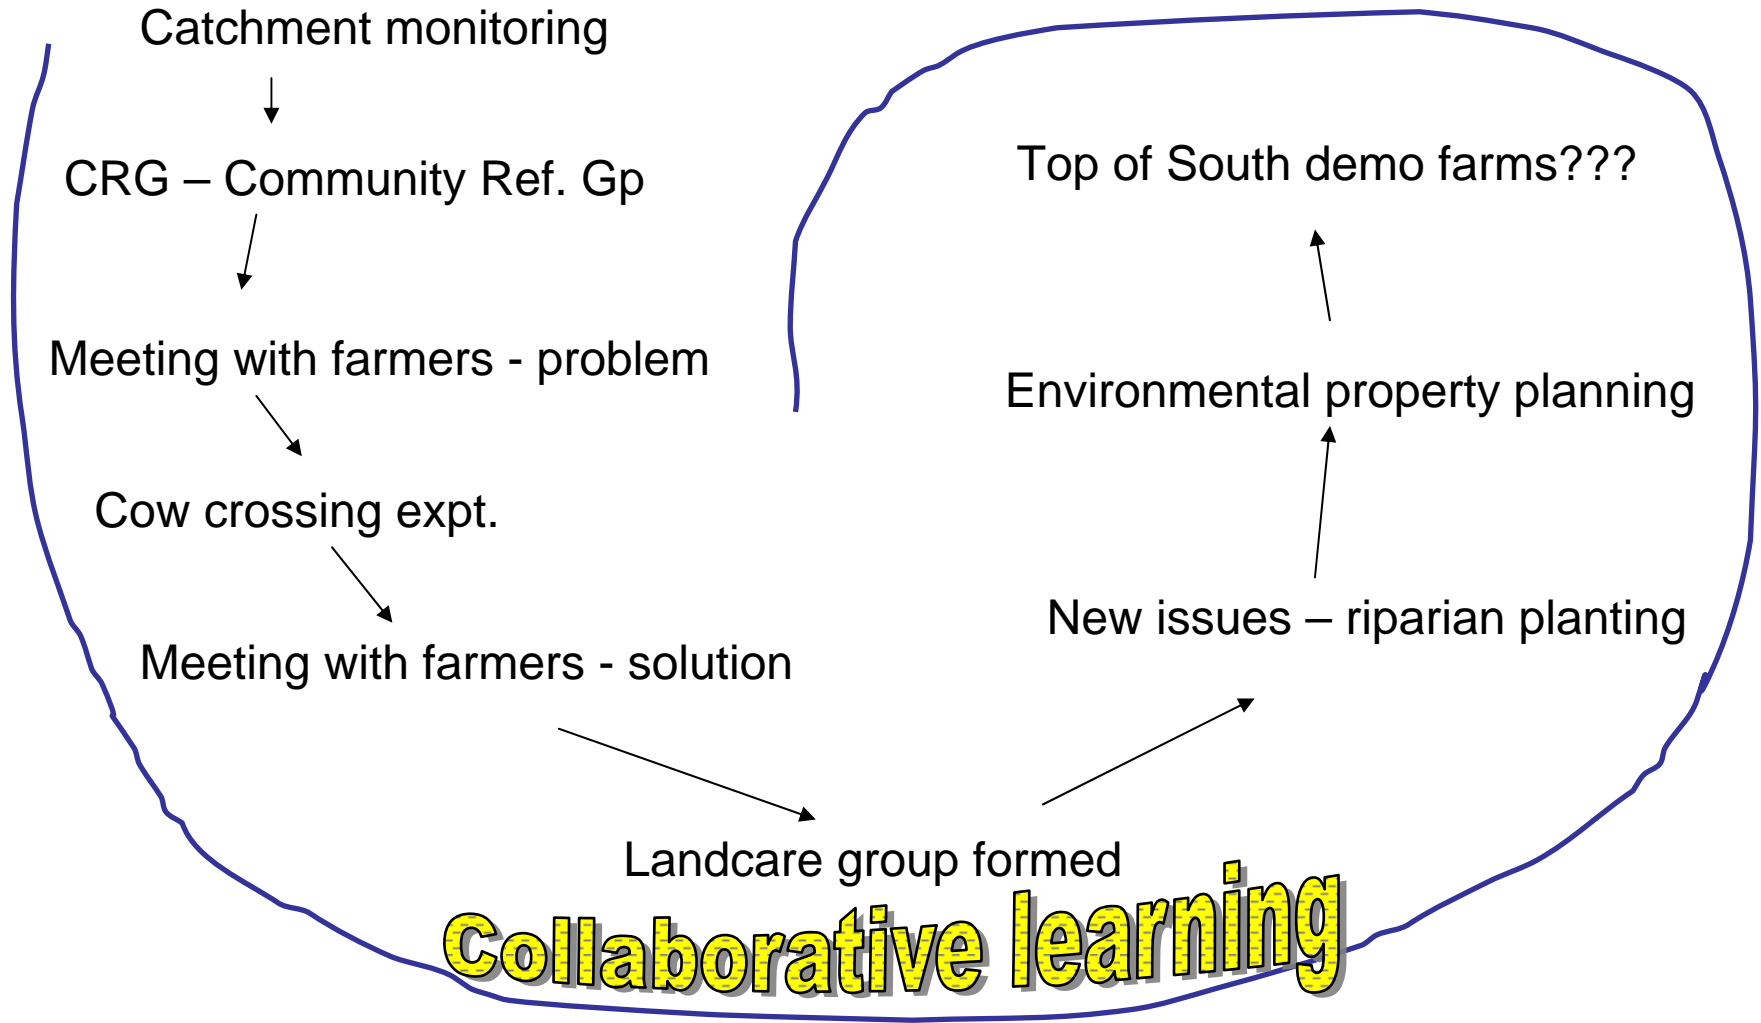 Catchment monitoring
CRG – Community Ref. Gp
Meeting with farmers - problem
Cow crossing expt.
Meeting with farmers - solution
Landcare group formed
New issues – riparian planting
Environmental property planning
Top of South demo farms???
Collaborative learning